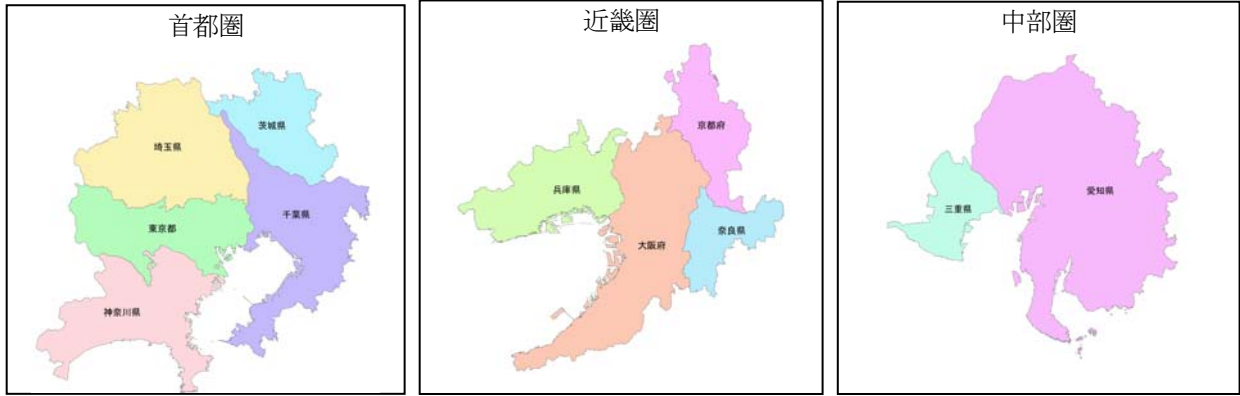 首都圏
茨城県
埼玉県
千葉県
東京都
神奈川県
近畿圏
京都府
兵庫県
奈良県
大阪府
中部圏
愛知県
三重県